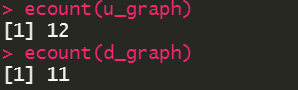 > ecount(u_graph)
[1] 12
> ecount(d_graph)
[1] 11